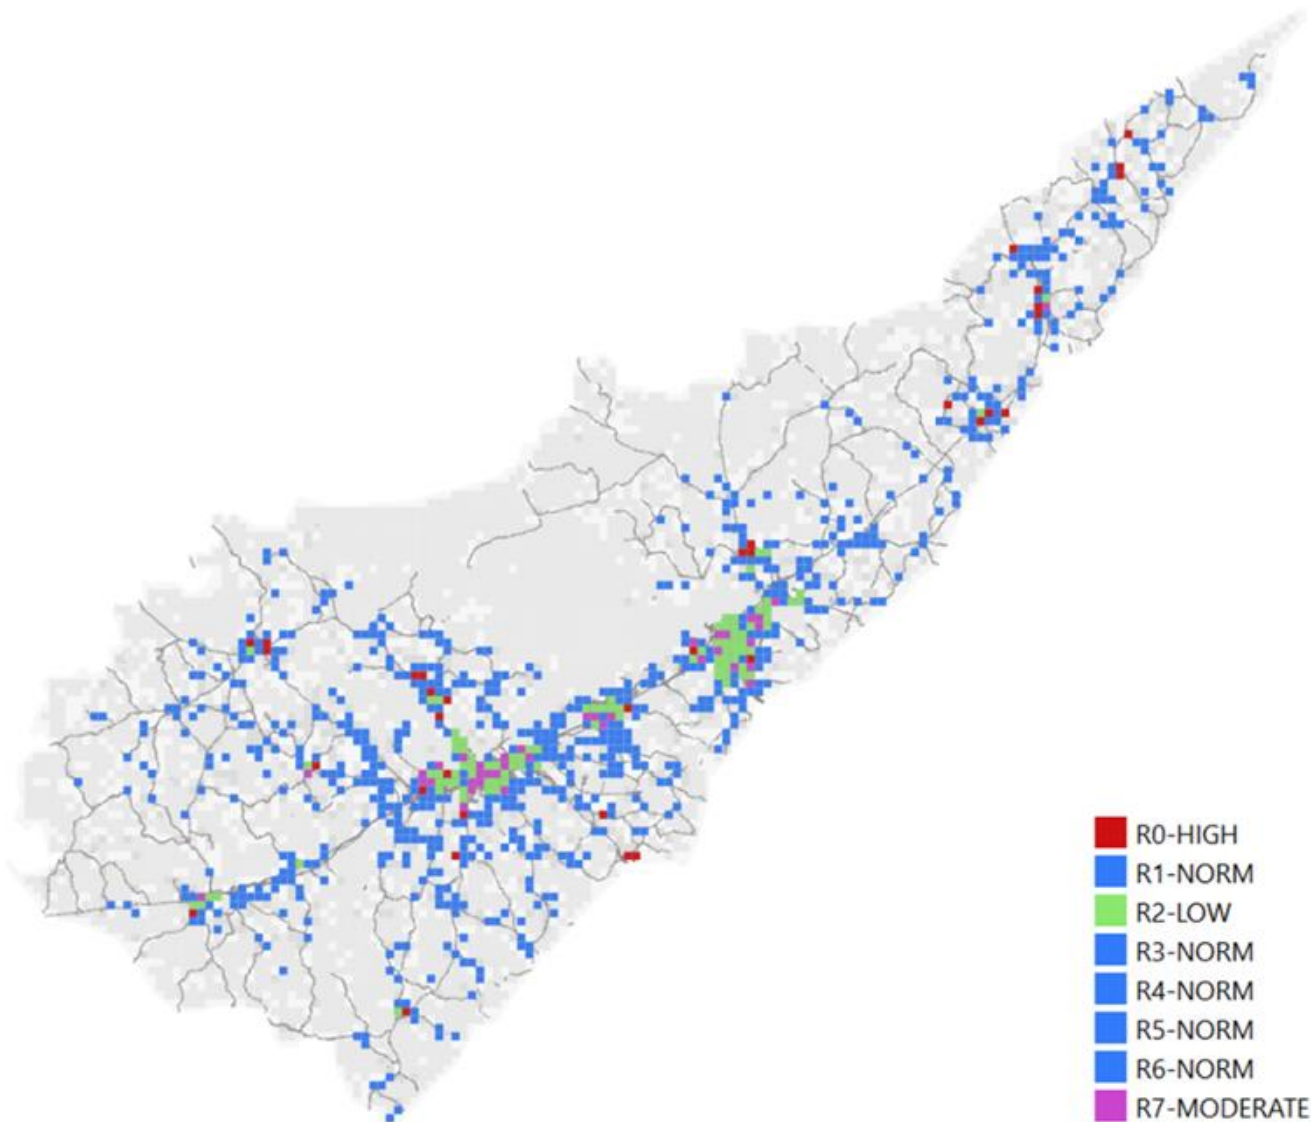 R0-HIGH
R1-NORM
R2-LOW
R3-NORM
R4-NORM
R5-NORM
R6-NORM
R7-MODERATE